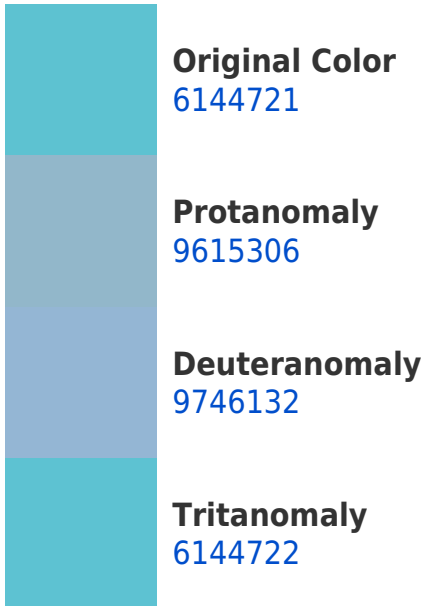 Original Color
6144721
Protanomaly
9615306
Deuteranomaly
9746132
Tritanomaly
6144722